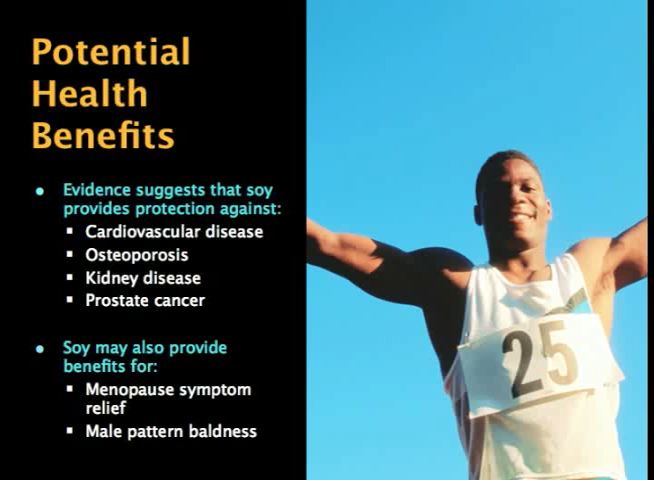 Potential
Health
Benefits
• Evidence suggests that soy
provides protection against:
▪ Cardiovascular disease
▪ Osteoporosis
▪ Kidney disease
▪ Prostate cancer
• Soy may also provide
benefits for:
▪ Menopause symptom
relief
▪ Male pattern baldness
25